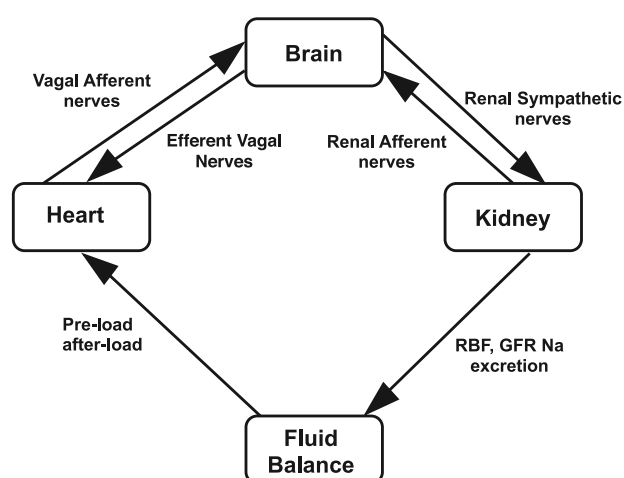 Brain
Vagal Afferent
nerves
Renal Sympathetic
nerves
Efferent Vagal
Nerves
Renal Afferent
nerves
Heart
Kidney
Pre-load
after-load
RBF, GFR Na
excretion
Fluid
Balance